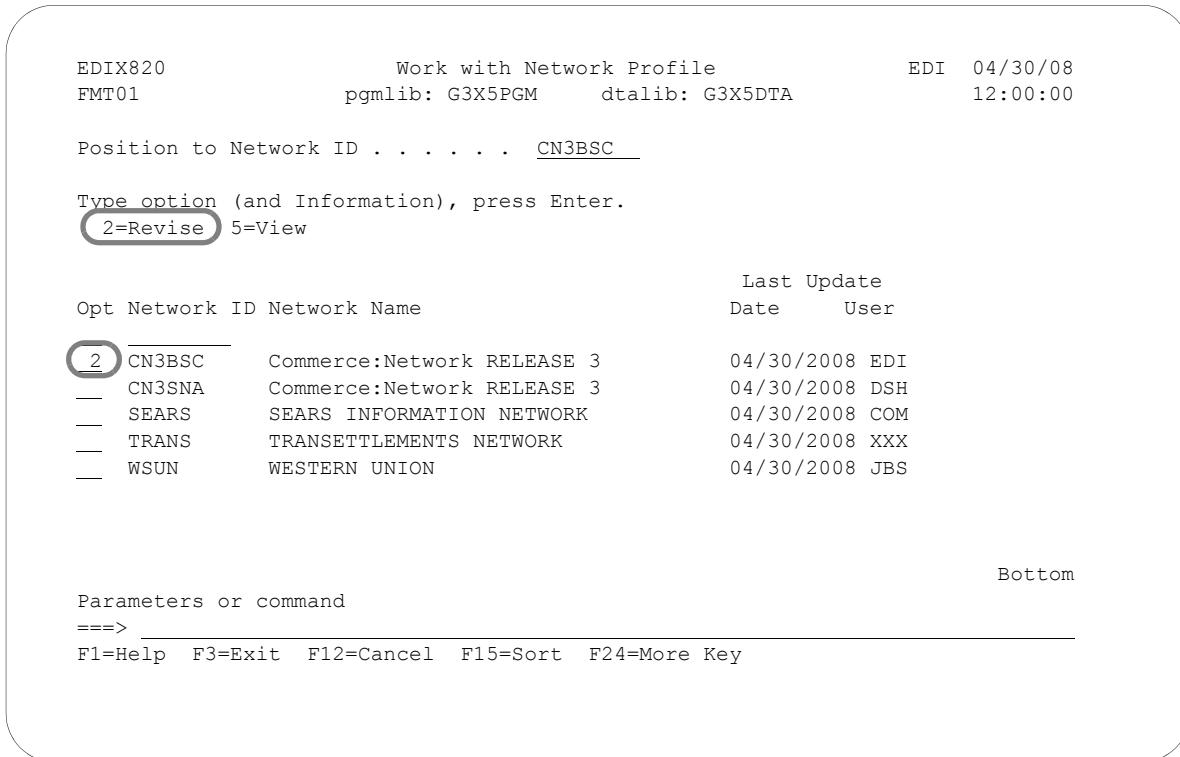 EDIX820 Work with Network Profile EDI 04/30/08
FMT01 pgmlib: G3X5PGM dtalib: G3X5DTA 12:00:00
Position to Network ID . . . . . . CN3BSC
Type option (and Information), press Enter.
2=Revise 5=View
Last Update
Opt Network ID Network Name Date User
2 CN3BSC Commerce:Network RELEASE 3 04/30/2008 EDI
CN3SNA Commerce:Network RELEASE 3 04/30/2008 DSH
SEARS SEARS INFORMATION NETWORK 04/30/2008 COM
TRANS TRANSETTLEMENTS NETWORK 04/30/2008 XXX
WSUN WESTERN UNION 04/30/2008 JBS
Bottom
Parameters or command
===>
F1=Help F3=Exit F12=Cancel F15=Sort F24=More Key